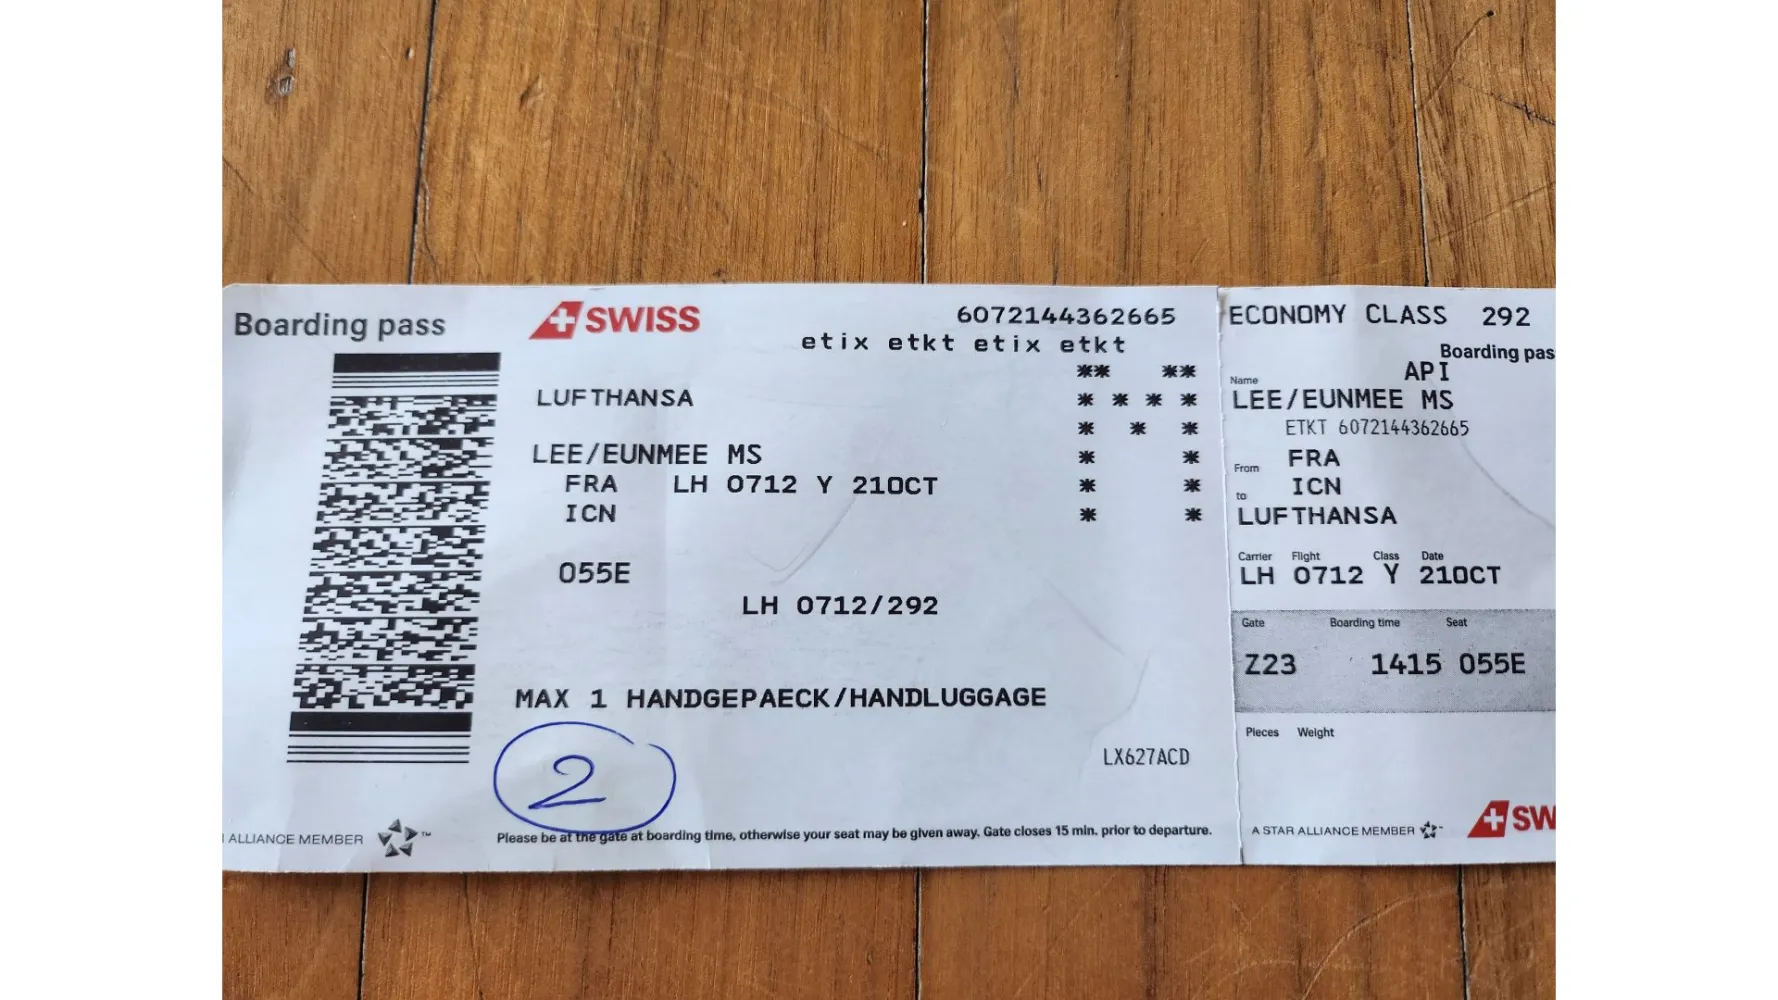 Boarding pass
SWISS
6072144362665
etix etkt etix etkt
LUFTHANSA
LEE/EUNMEE MS
FRA LH 0712 Y 21OCT
ICN
055E
LH 0712/292
MAX 1 HANDGEPAECK/HANDLUGGAGE
2
LX627ACD
ALLIANCE MEMBER ™
Please be at the gate at boarding time, otherwise your seat may be given away. Gate closes 15 min. prior to departure.
ECONOMY CLASS 292
Boarding pas
API
Name
LEE/EUNMEE MS
ETKT 6072144362665
From FRA
to ICN
LUFTHANSA
Carrier Flight Class Date
LH 0712 Y 21OCT
Gate Boarding time Seat
Z23 1415 055E
Pieces Weight
A STAR ALLIANCE MEMBER
SW